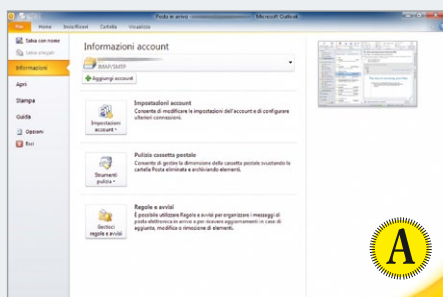 Posta in arrivo
Microsoft Outlook
File Home Invia/Ricevi Cartella Visualizza
Salva con nome
Salva allegati
Informazioni
Apri
Stampa
Guida
Opzioni
Esci
Informazioni account
IMAP/SMTP
Aggiungi account
Impostazioni account
Impostazioni account
Consente di modificare le impostazioni dell'account e di configurare
ulteriori connessioni.
Strumenti pulizia
Pulizia cassetta postale
Consente di gestire la dimensione della cassetta postale svuotando la
cartella Posta eliminata e archiviando elementi.
Gestisci
regole e avvisi
Regole e avvisi
È possibile utilizzare Regole e avvisi per organizzare i messaggi di
posta elettronica in arrivo e per ricevere aggiornamenti in caso di
aggiunta, modifica o rimozione di elementi.
A